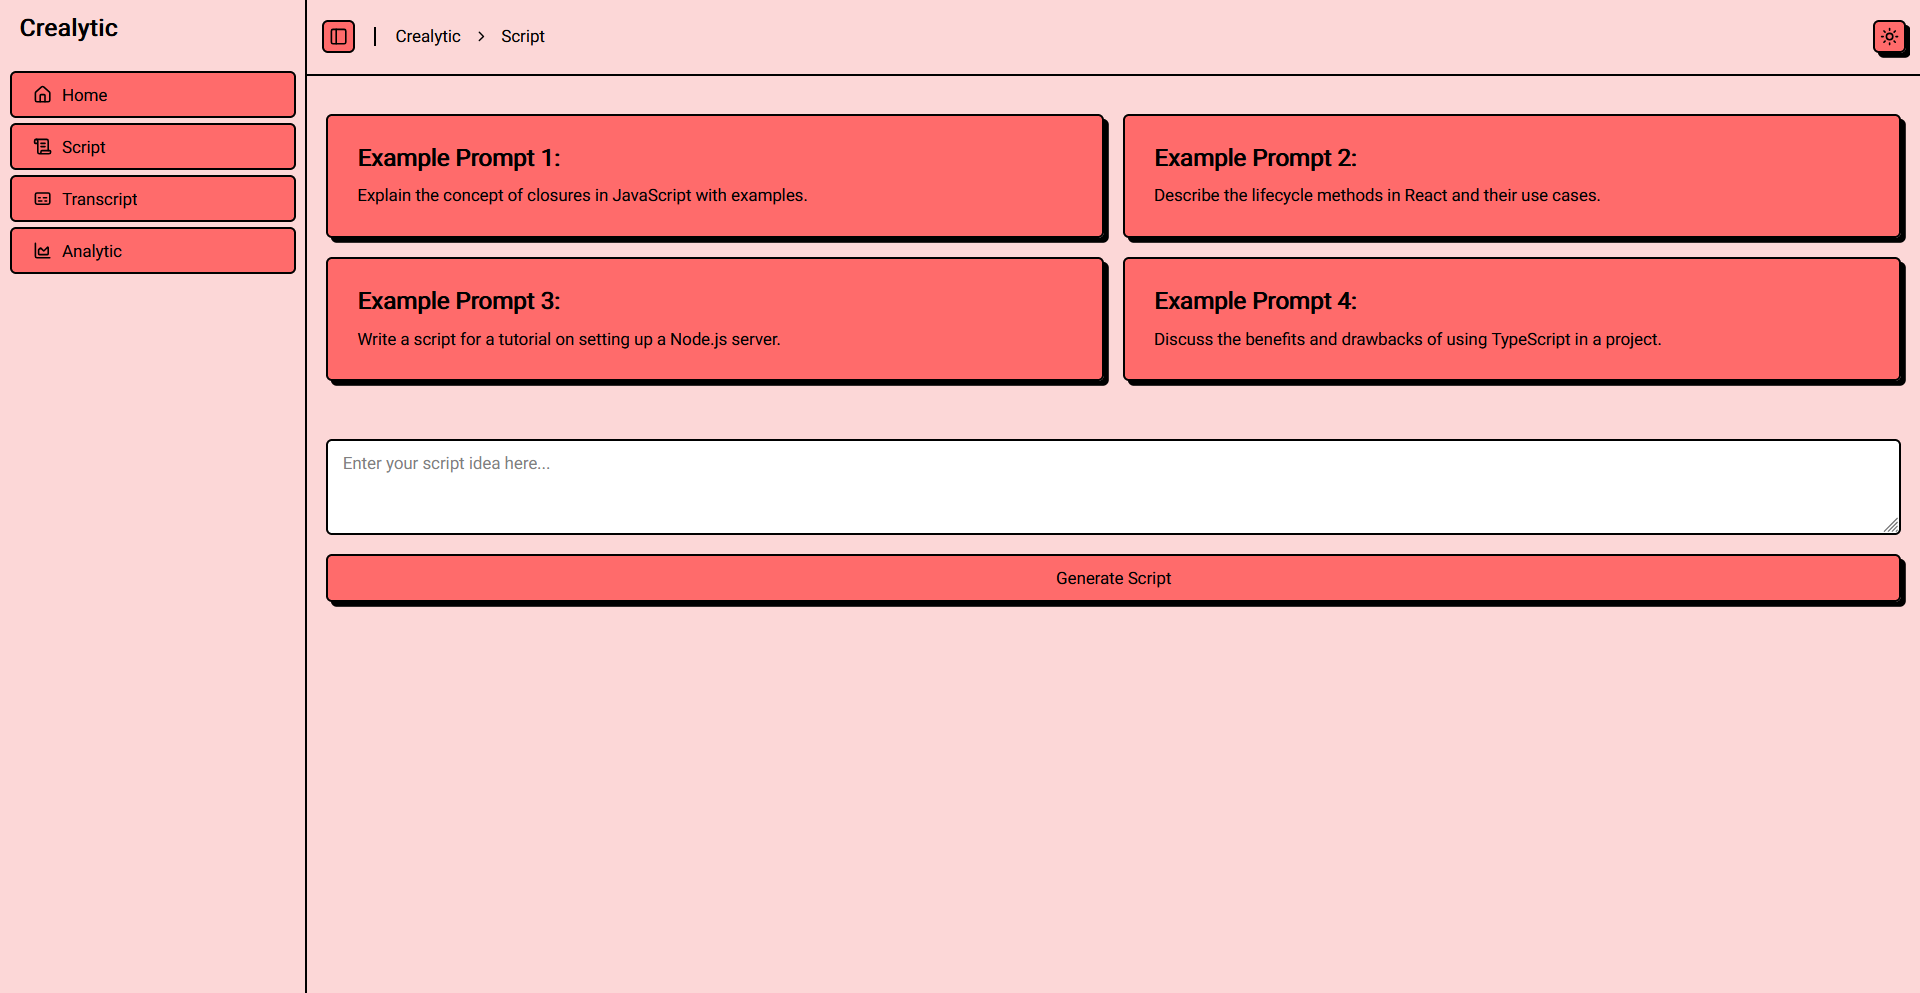 Crealytic
Home
Script
Transcript
Analytic
Crealytic > Script
Example Prompt 1:
Explain the concept of closures in JavaScript with examples.
Example Prompt 2:
Describe the lifecycle methods in React and their use cases.
Example Prompt 3:
Write a script for a tutorial on setting up a Node.js server.
Example Prompt 4:
Discuss the benefits and drawbacks of using TypeScript in a project.
Enter your script idea here...
Generate Script